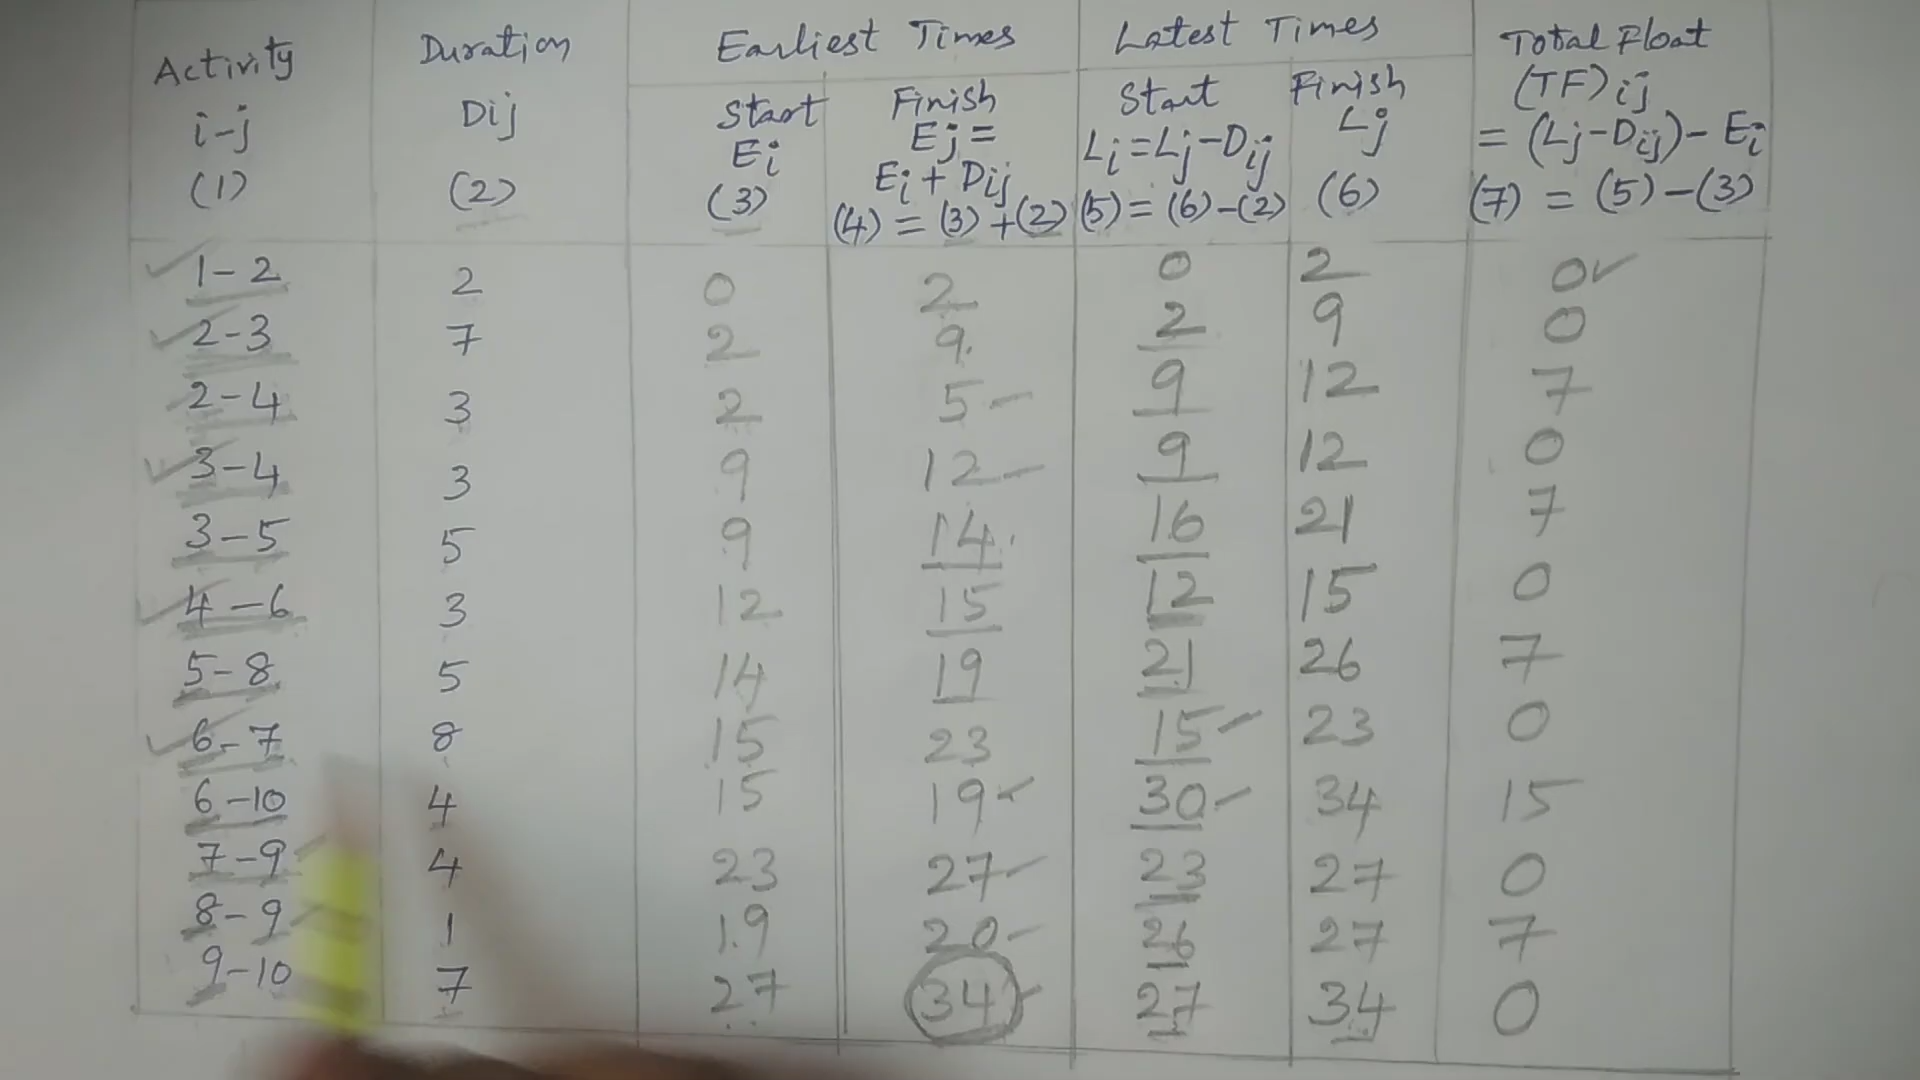 Activity Duration Earliest Times Latest Times Total Float
i-j Dij Start Finish Start Finish (TF)ij
Ei Ej = Li=Lj-Dij Lj = (Lj-Dij)-Ei
Ei+Dij
(1) (2) (3) (4) = (3)+(2) (5)= (6)-(2) (6) (7) = (5)-(3)
1-2 2 0 2 0 2 0
2-3 7 2 9 2 9 0
2-4 3 2 5 9 12 7
3-4 3 9 12 9 12 0
3-5 5 9 14 16 21 7
4-6 3 12 15 12 15 0
5-8 5 14 19 21 26 7
6-7 8 15 23 15 23 0
6-10 4 15 19 30 34 15
7-9 4 23 27 23 27 0
8-9 1 19 20 26 27 7
9-10 7 27 34 27 34 0